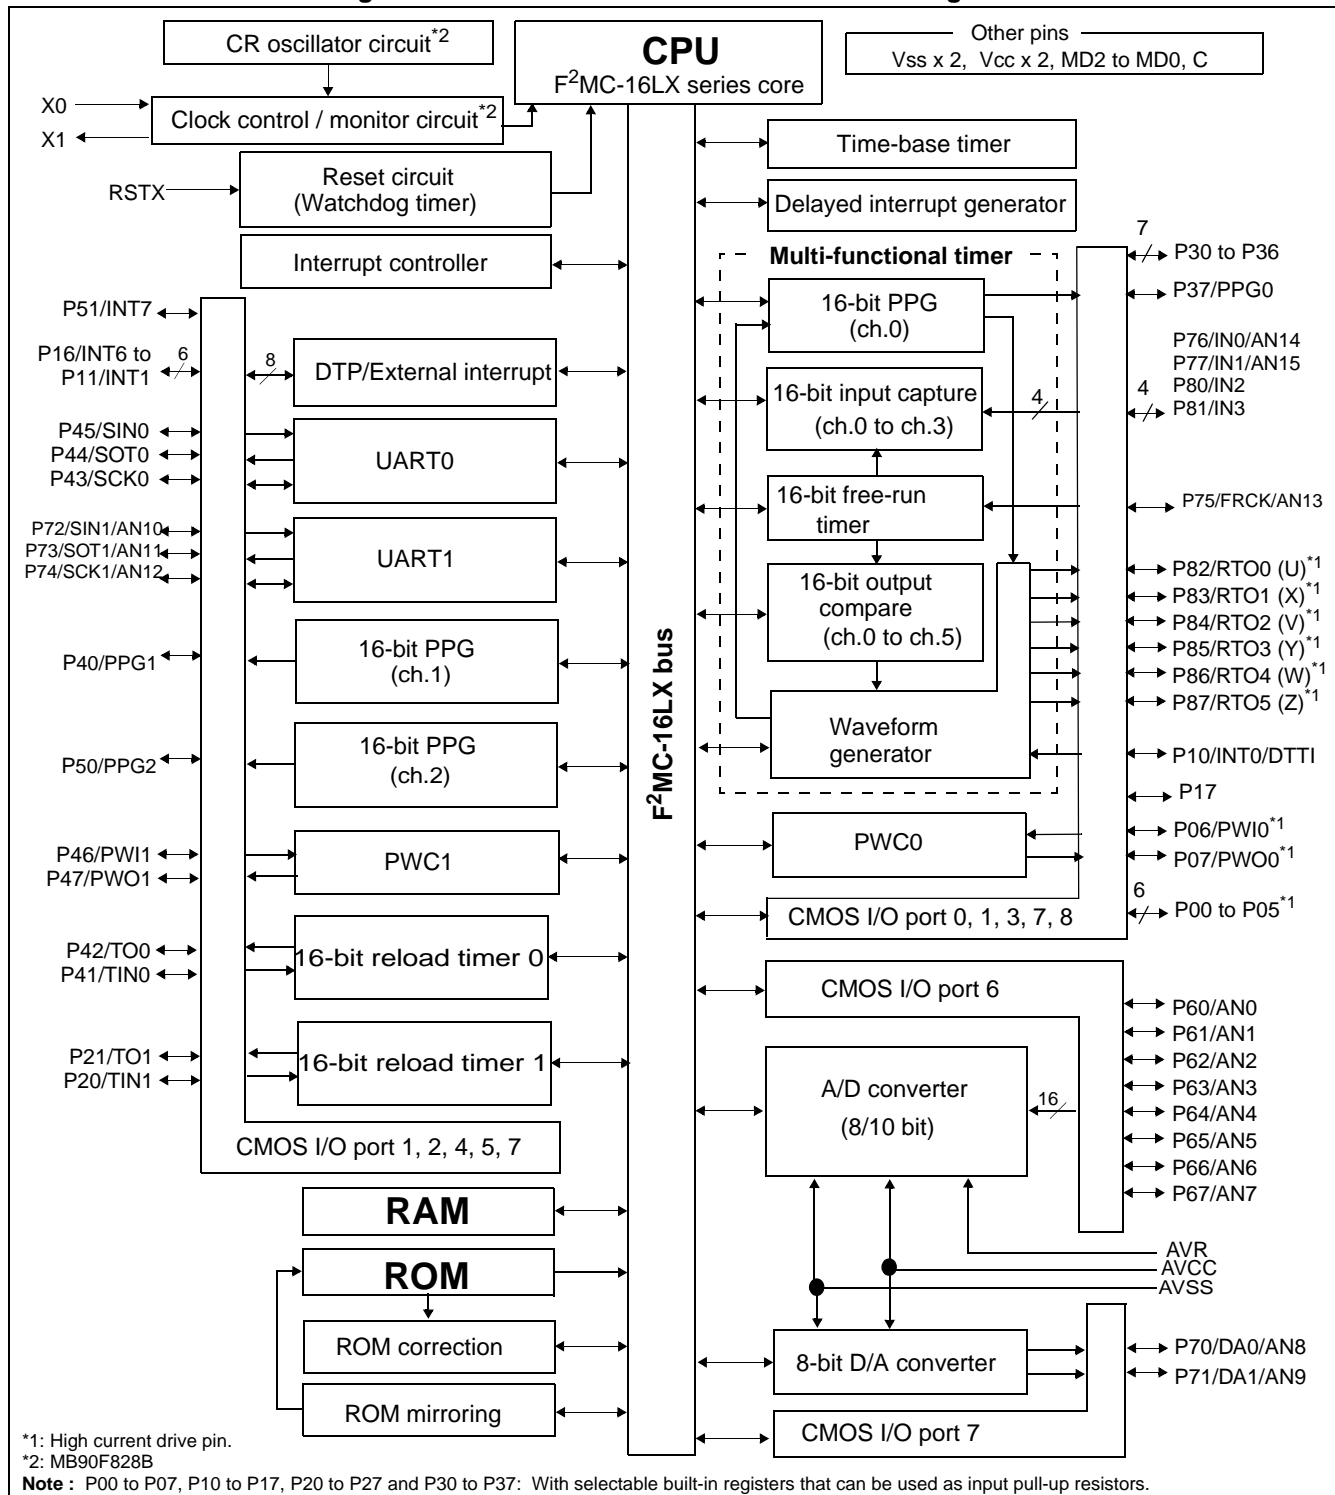 CR oscillator circuit*2
CPU
F2MC-16LX series core
Other pins
Vss x 2, Vcc x 2, MD2 to MD0, C
X0
X1
Clock control / monitor circuit*2
RSTX
Reset circuit
(Watchdog timer)
Interrupt controller
Time-base timer
Delayed interrupt generator
P51/INT7
P16/INT6 to
P11/INT1
6
8
DTP/External interrupt
P45/SIN0
P44/SOT0
P43/SCK0
UART0
P72/SIN1/AN10
P73/SOT1/AN11
P74/SCK1/AN12
UART1
P40/PPG1
16-bit PPG
(ch.1)
P50/PPG2
16-bit PPG
(ch.2)
P46/PWI1
P47/PWO1
PWC1
P42/TO0
P41/TIN0
16-bit reload timer 0
P21/TO1
P20/TIN1
16-bit reload timer 1
CMOS I/O port 1, 2, 4, 5, 7
RAM
ROM
ROM correction
ROM mirroring
F2MC-16LX bus
Multi-functional timer
16-bit PPG
(ch.0)
16-bit input capture
(ch.0 to ch.3)
4
16-bit free-run
timer
16-bit output
compare
(ch.0 to ch.5)
Waveform
generator
PWC0
CMOS I/O port 0, 1, 3, 7, 8
7
P30 to P36
P37/PPG0
P76/IN0/AN14
P77/IN1/AN15
P80/IN2
4
P81/IN3
P75/FRCK/AN13
P82/RTO0 (U)*1
P83/RTO1 (X)*1
P84/RTO2 (V)*1
P85/RTO3 (Y)*1
P86/RTO4 (W)*1
P87/RTO5 (Z)*1
P10/INT0/DTTI
P17
P06/PWI0*1
P07/PWO0*1
6
P00 to P05*1
CMOS I/O port 6
A/D converter
(8/10 bit)
16
P60/AN0
P61/AN1
P62/AN2
P63/AN3
P64/AN4
P65/AN5
P66/AN6
P67/AN7
AVR
AVCC
AVSS
8-bit D/A converter
P70/DA0/AN8
P71/DA1/AN9
CMOS I/O port 7
*1: High current drive pin.
*2: MB90F828B
Note : P00 to P07, P10 to P17, P20 to P27 and P30 to P37: With selectable built-in registers that can be used as input pull-up resistors.